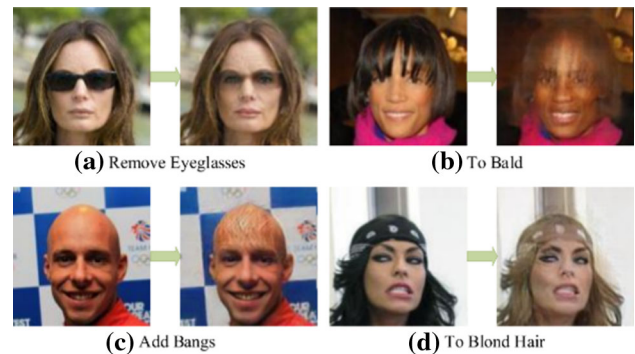 (a) Remove Eyeglasses
(b) To Bald
(c) Add Bangs
(d) To Blond Hair